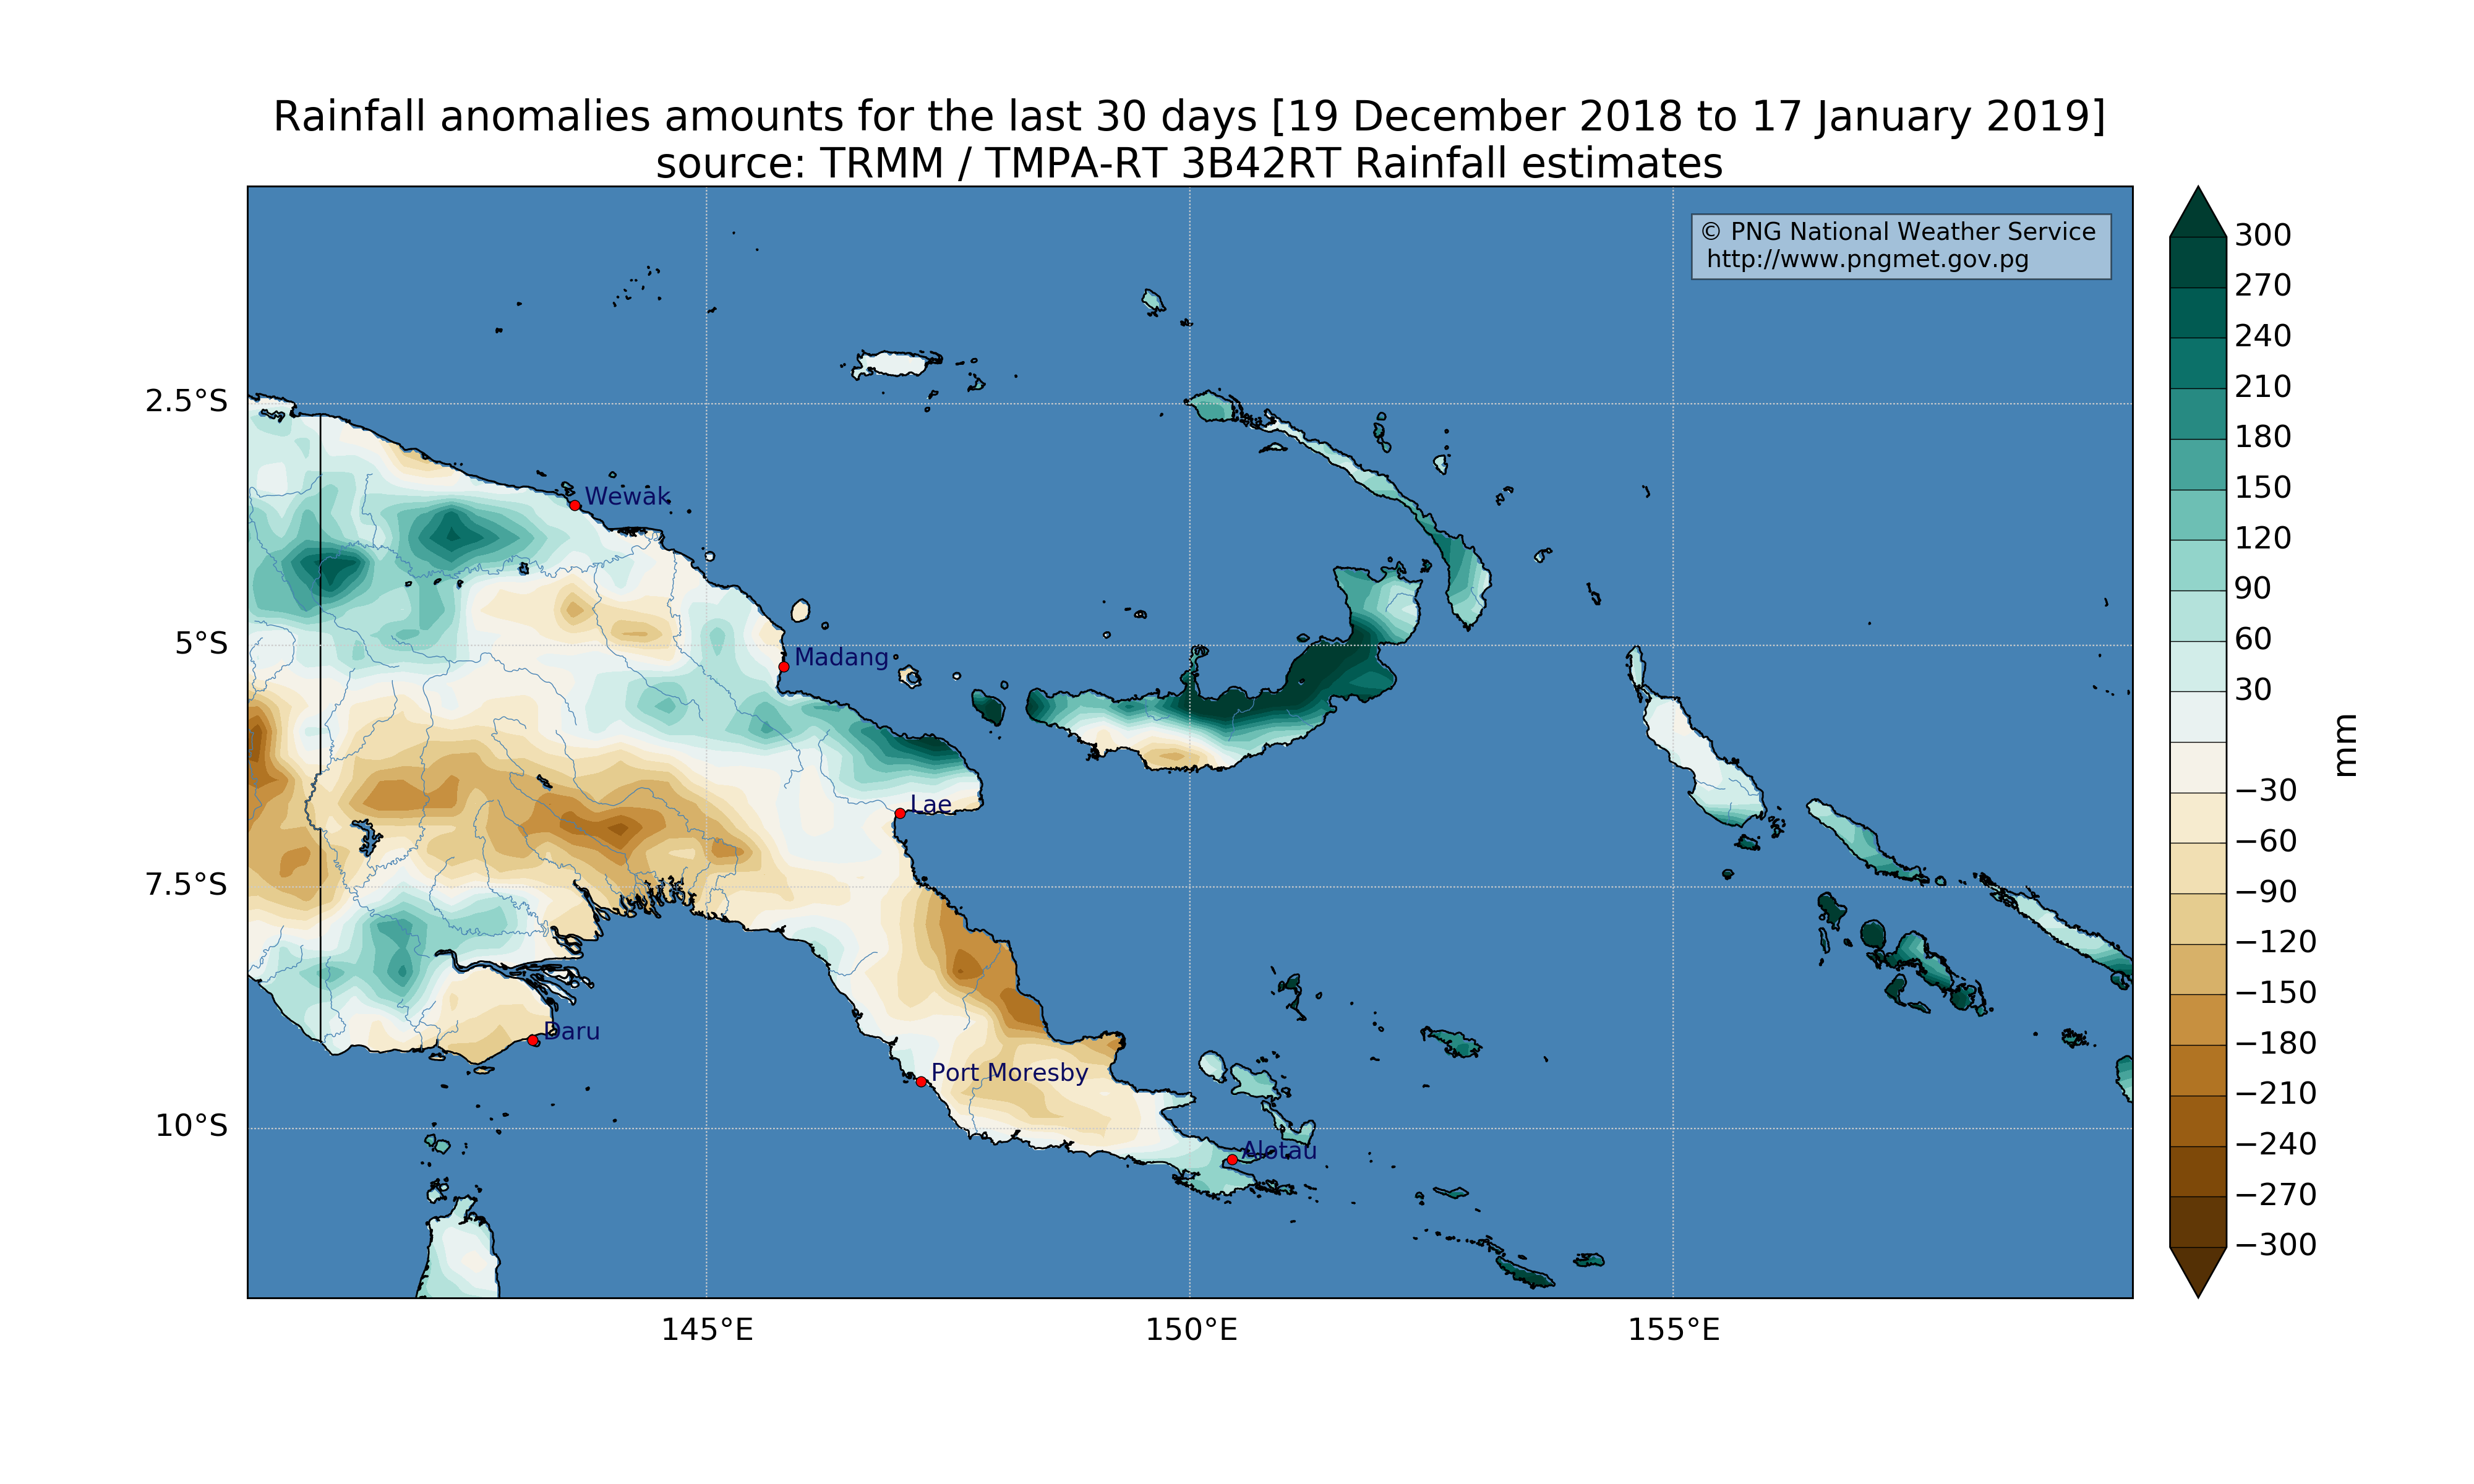 Rainfall anomalies amounts for the last 30 days [19 December 2018 to 17 January 2019]
source: TRMM / TMPA-RT 3B42RT Rainfall estimates
© PNG National Weather Service
http://www.pngmet.gov.pg
2.5°S
5°S
7.5°S
10°S
Wewak
Madang
Lae
Daru
Port Moresby
Alotau
145°E
150°E
155°E
300
270
240
210
180
150
120
90
60
30
−30
−60
−90
−120
−150
−180
−210
−240
−270
−300
mm